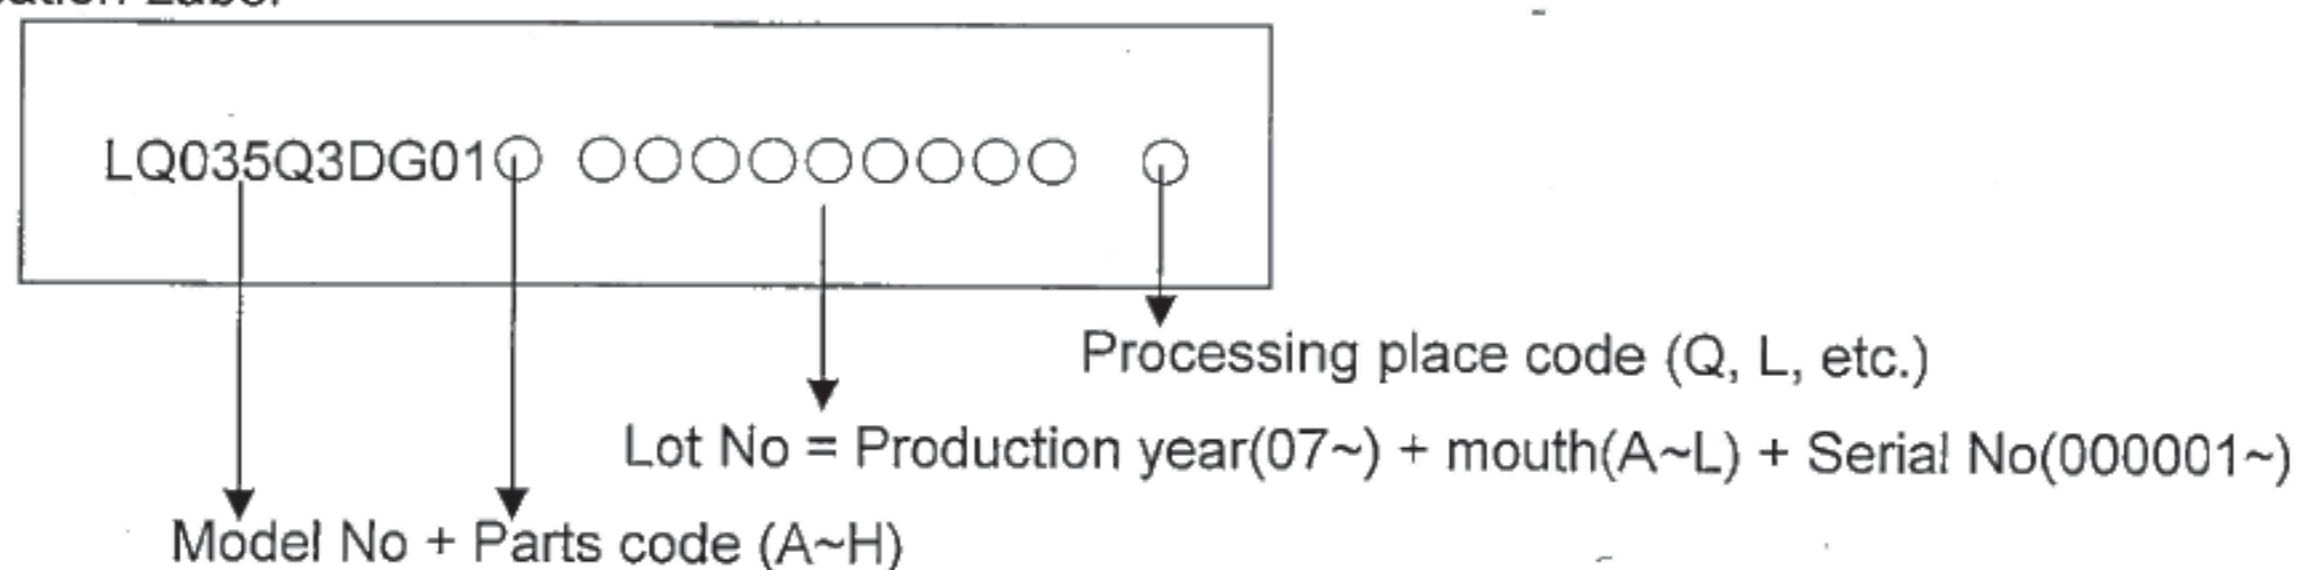 LQ035Q3DG01○ ○○○○○○○○○ ○
Processing place code (Q, L, etc.)
Lot No = Production year(07~) + mouth(A~L) + Serial No(000001~)
Model No + Parts code (A~H)